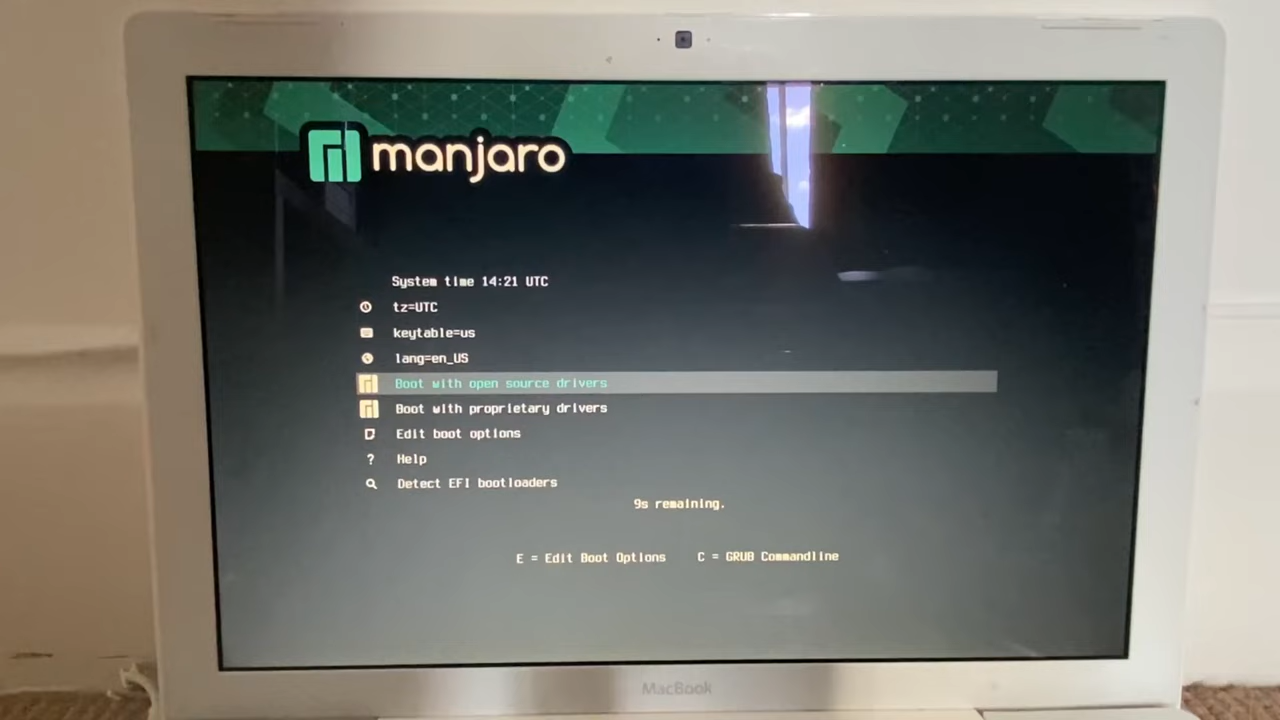 manjaro
System time 14:21 UTC
tz=UTC
keytable=us
lang=en_US
Boot with open source drivers
Boot with proprietary drivers
Edit boot options
? Help
Detect EFI bootloaders
9s remaining.
E = Edit Boot Options C = GRUB Commandline
MacBook